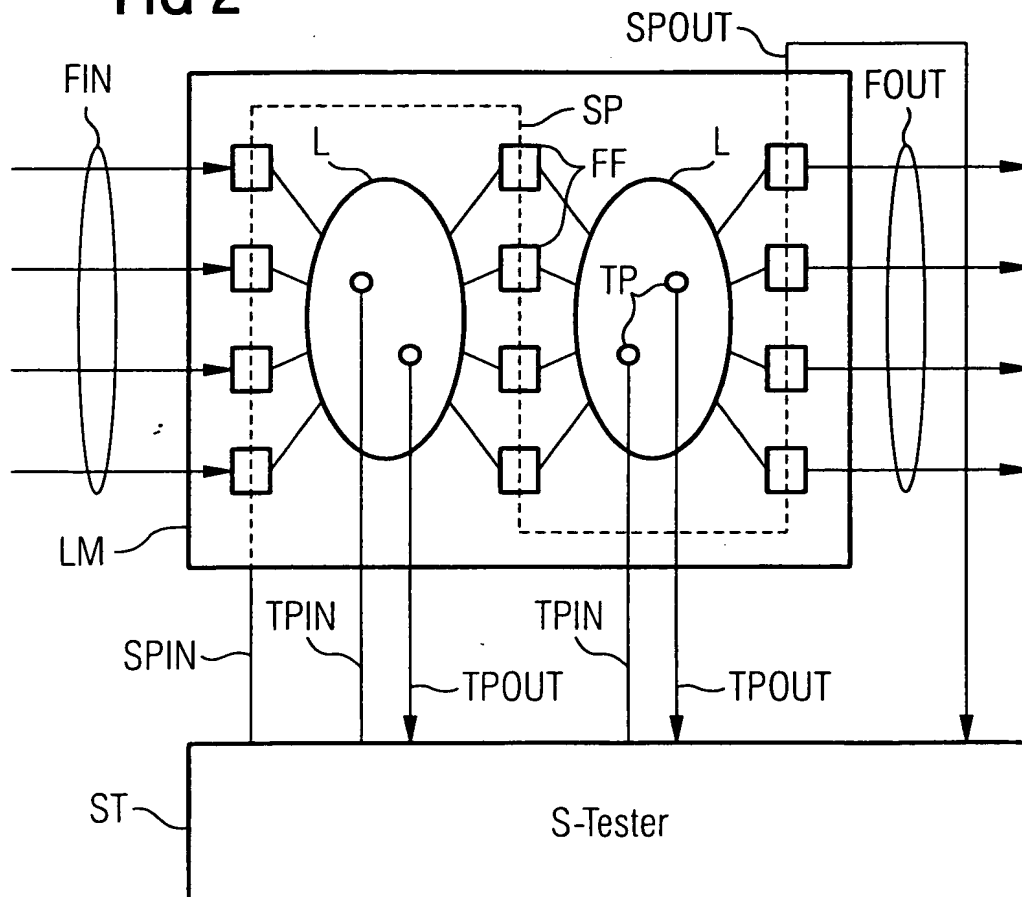 FIG 2
SPOUT
FIN
FOUT
SP
L
FF
L
TP
LM
TPIN
TPIN
SPIN
TPOUT
TPOUT
ST
S-Tester